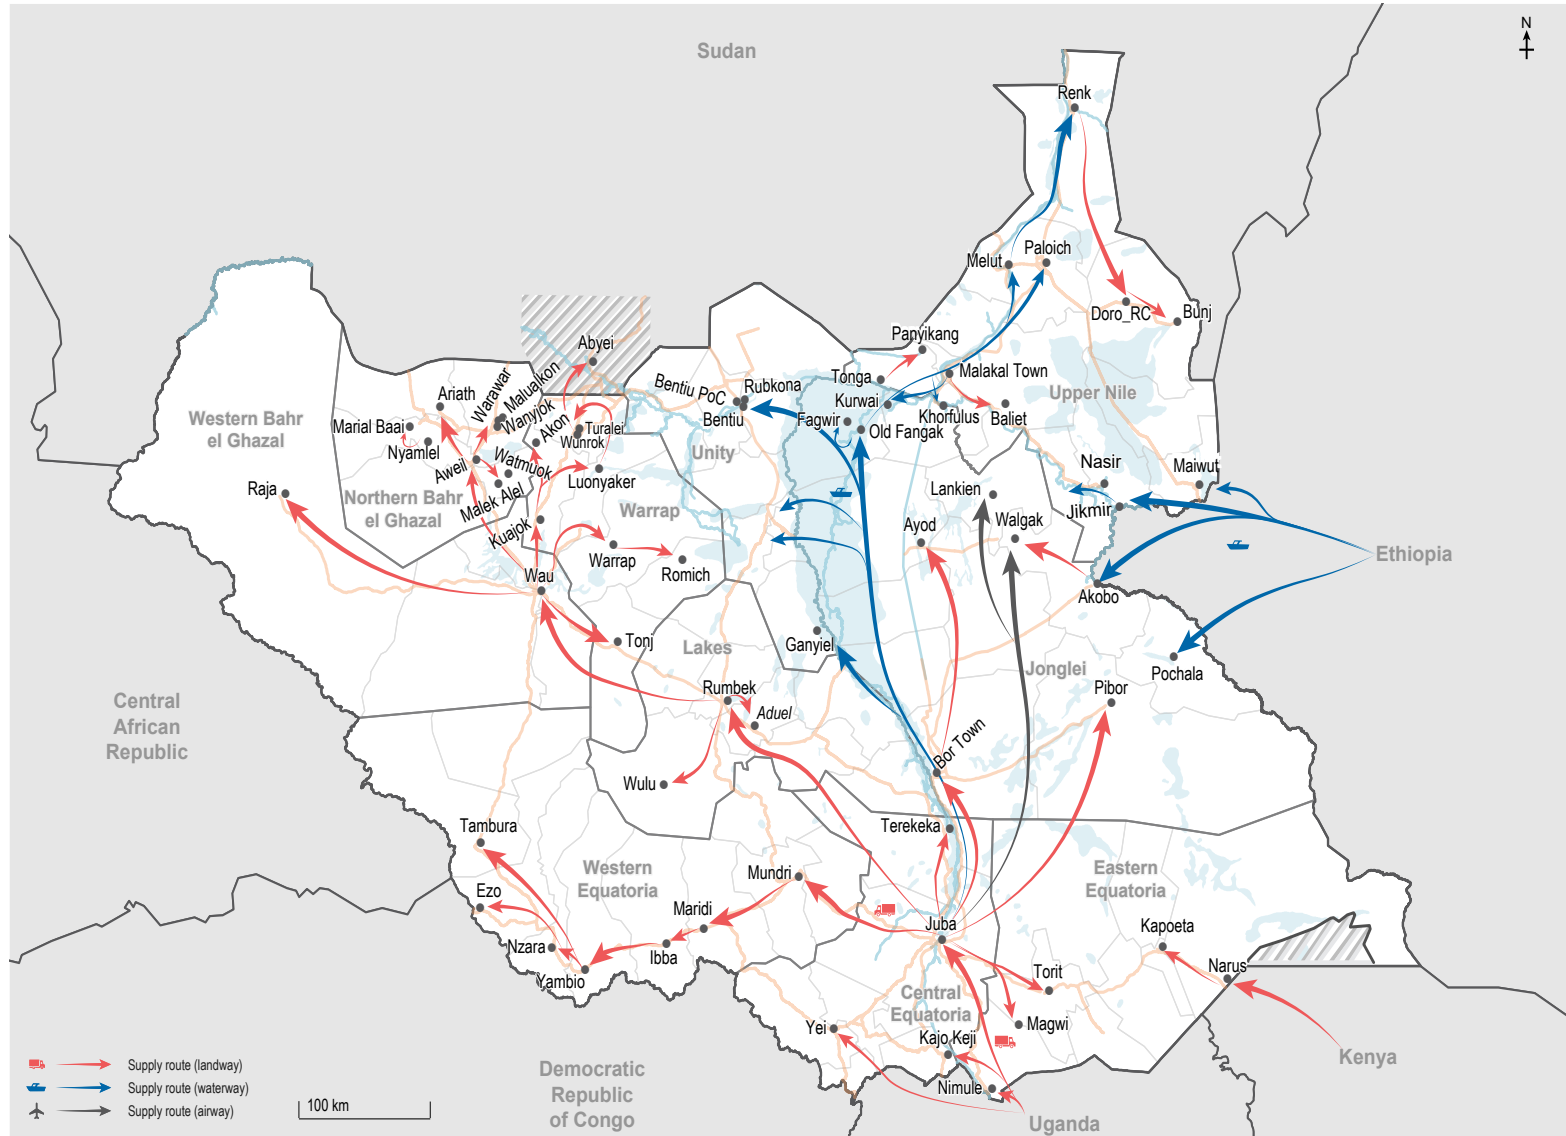 N
Sudan
Renk
Melut
Paloich
Doro_RC
Bunj
Panyikang
Abyei
Tonga
Malakal Town
Bentiu PoC
Rubkona
Bentiu
Kurwai
Khorfulus
Baliet
Upper Nile
Fagwir
Old Fangak
Western Bahr
el Ghazal
Ariath
Warawar
Malualkon
Wanyjok
Marial Baai
Nyamlel
Akon
Turalei
Wunrok
Unity
Aweil
Watmuok
Malek Alel
Luonyaker
Nasir
Maiwut
Raja
Northern Bahr
el Ghazal
Lankien
Jikmir
Warrap
Kuajok
Ayod
Walgak
Warrap
Romich
Ethiopia
Wau
Akobo
Tonj
Lakes
Ganyiel
Jonglei
Pochala
Central
African
Republic
Rumbek
Aduel
Pibor
Bor Town
Wulu
Tambura
Terekeka
Western
Equatoria
Mundri
Eastern
Equatoria
Ezo
Maridi
Juba
Kapoeta
Nzara
Ibba
Yambio
Torit
Narus
Central
Equatoria
Yei
Magwi
Kajo Keji
Nimule
Kenya
Democratic
Republic
of Congo
Uganda
Supply route (landway)
Supply route (waterway)
Supply route (airway)
100 km